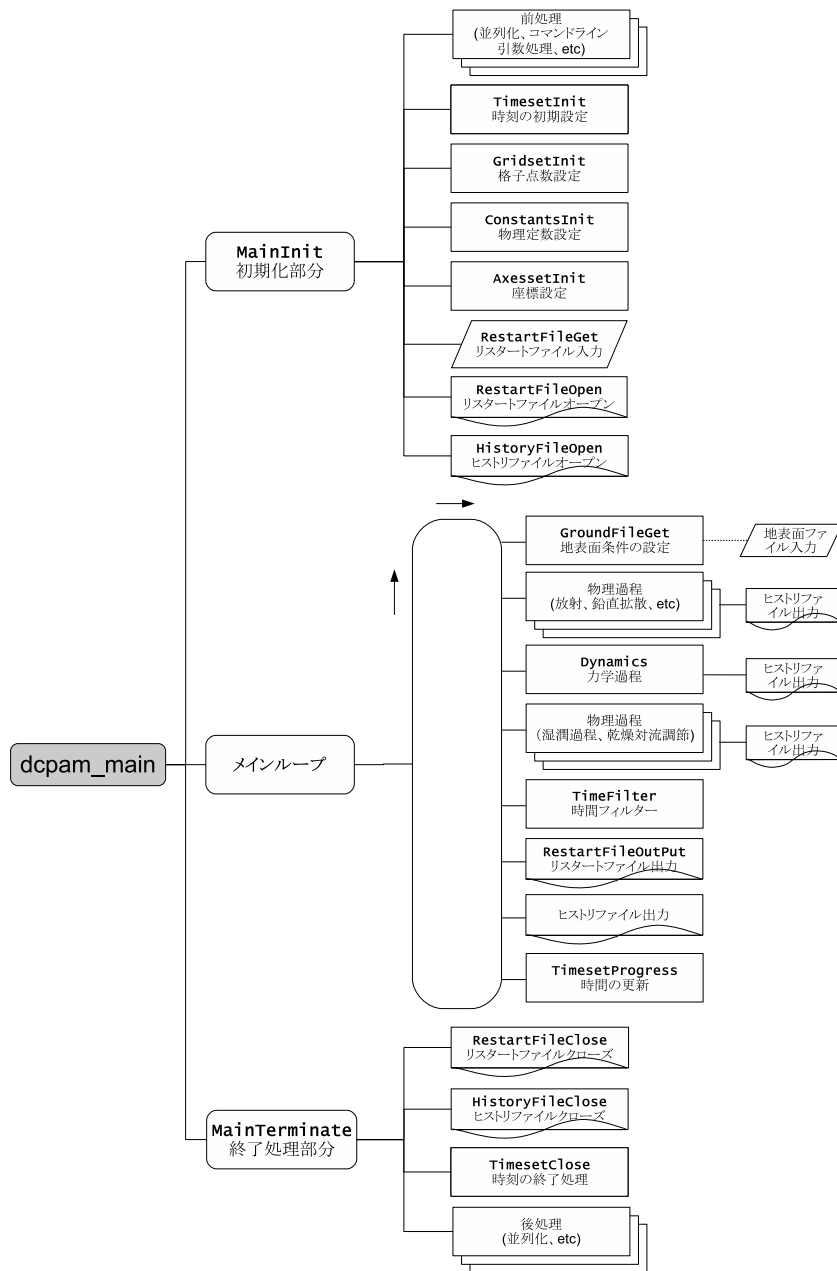 前処理
(並列化、コマンドライン
引数処理、etc)
TimesetInit
時刻の初期設定
GridsetInit
格子点数設定
ConstantsInit
物理定数設定
MainInit
初期化部分
AxessetInit
座標設定
RestartFileGet
リスタートファイル入力
RestartFileOpen
リスタートファイルオープン
HistoryFileOpen
ヒストリファイルオープン
GroundFileGet
地表面条件の設定
地表面ファ
イル入力
物理過程
(放射、鉛直拡散、etc)
ヒストリファ
イル出力
Dynamics
力学過程
ヒストリファ
イル出力
物理過程
(湿潤過程、乾燥対流調節)
ヒストリファ
イル出力
dcpam_main
メインループ
TimeFilter
時間フィルター
RestartFileOutPut
リスタートファイル出力
ヒストリファイル出力
TimesetProgress
時間の更新
RestartFileClose
リスタートファイルクローズ
HistoryFileClose
ヒストリファイルクローズ
MainTerminate
終了処理部分
TimesetClose
時刻の終了処理
後処理
(並列化、etc)